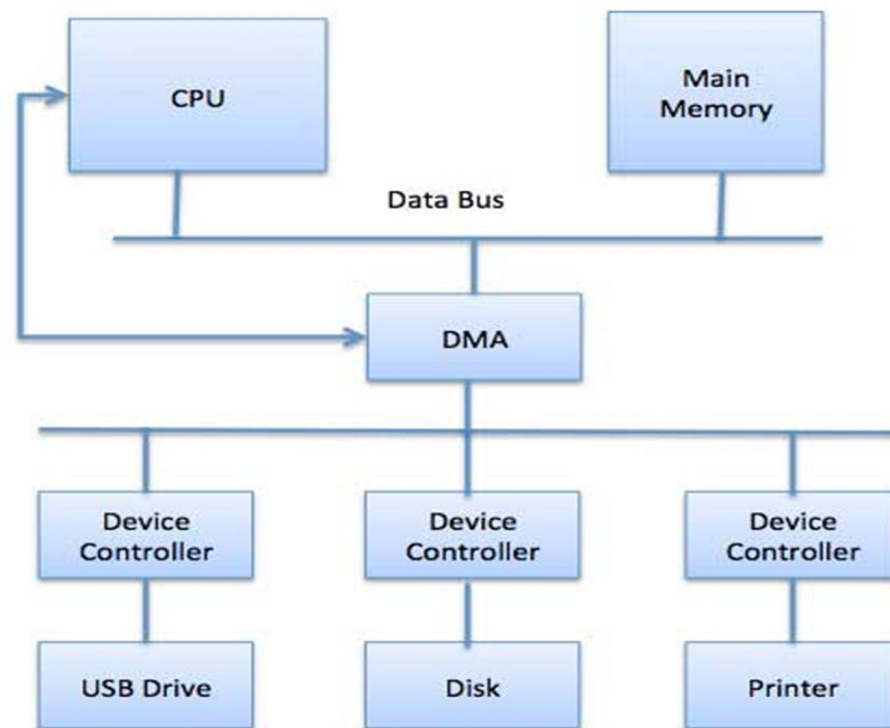 CPU
Main
Memory
Data Bus
DMA
Device
Controller
Device
Controller
Device
Controller
USB Drive
Disk
Printer